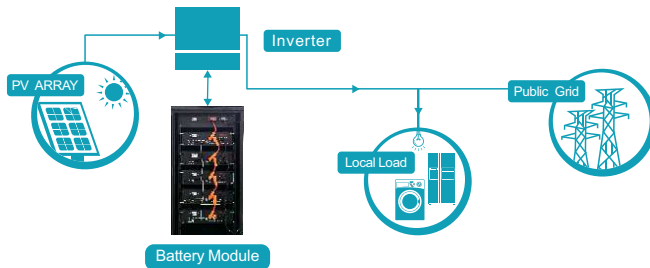 Inverter
PV ARRAY
Public Grid
Local Load
Battery Module